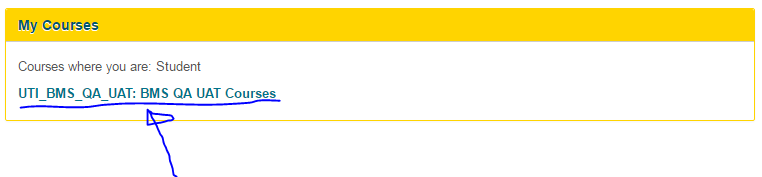 My Courses
Courses where you are: Student
UTI_BMS_QA_UAT: BMS QA UAT Courses